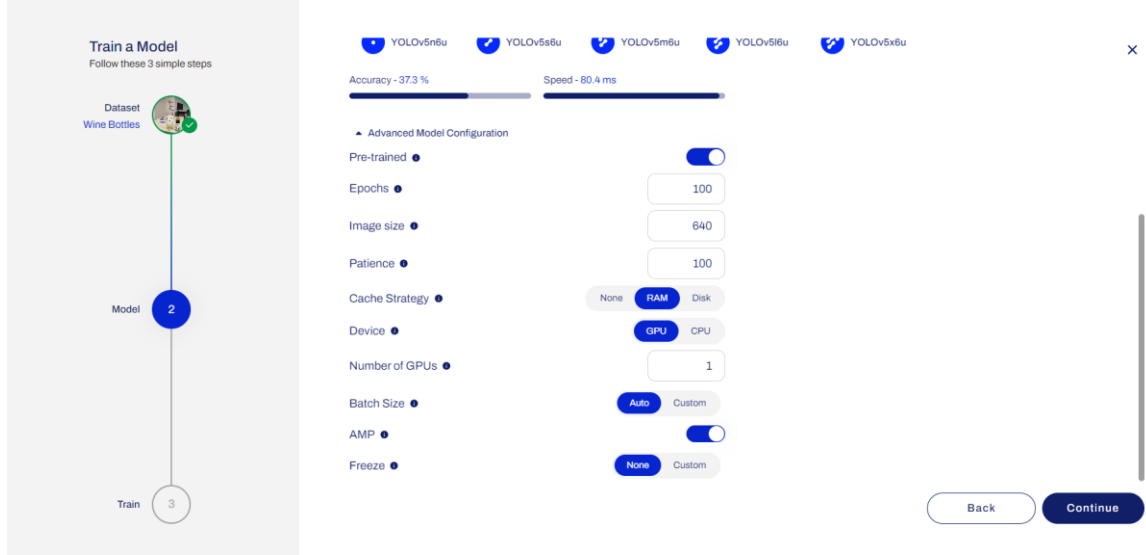 Train a Model
Follow these 3 simple steps
Dataset
Wine Bottles
Model
2
Train
3
YOLOv5n6u YOLOv5s6u YOLOv5m6u YOLOv5l6u YOLOv5x6u
Accuracy - 37.3 % Speed - 80.4 ms
Advanced Model Configuration
Pre-trained
Epochs 100
Image size 640
Patience 100
Cache Strategy None RAM Disk
Device GPU CPU
Number of GPUs 1
Batch Size Auto Custom
AMP
Freeze None Custom
Back Continue